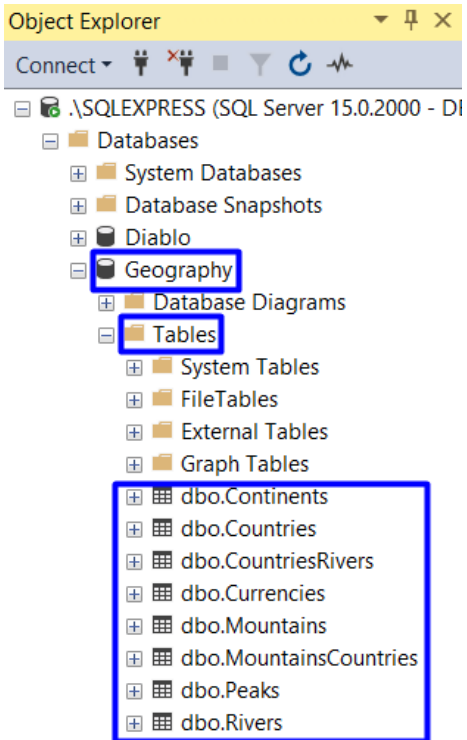 Object Explorer
Connect
.\SQLEXPRESS (SQL Server 15.0.2000 - DE
Databases
System Databases
Database Snapshots
Diablo
Geography
Database Diagrams
Tables
System Tables
FileTables
External Tables
Graph Tables
dbo.Continents
dbo.Countries
dbo.CountriesRivers
dbo.Currencies
dbo.Mountains
dbo.MountainsCountries
dbo.Peaks
dbo.Rivers